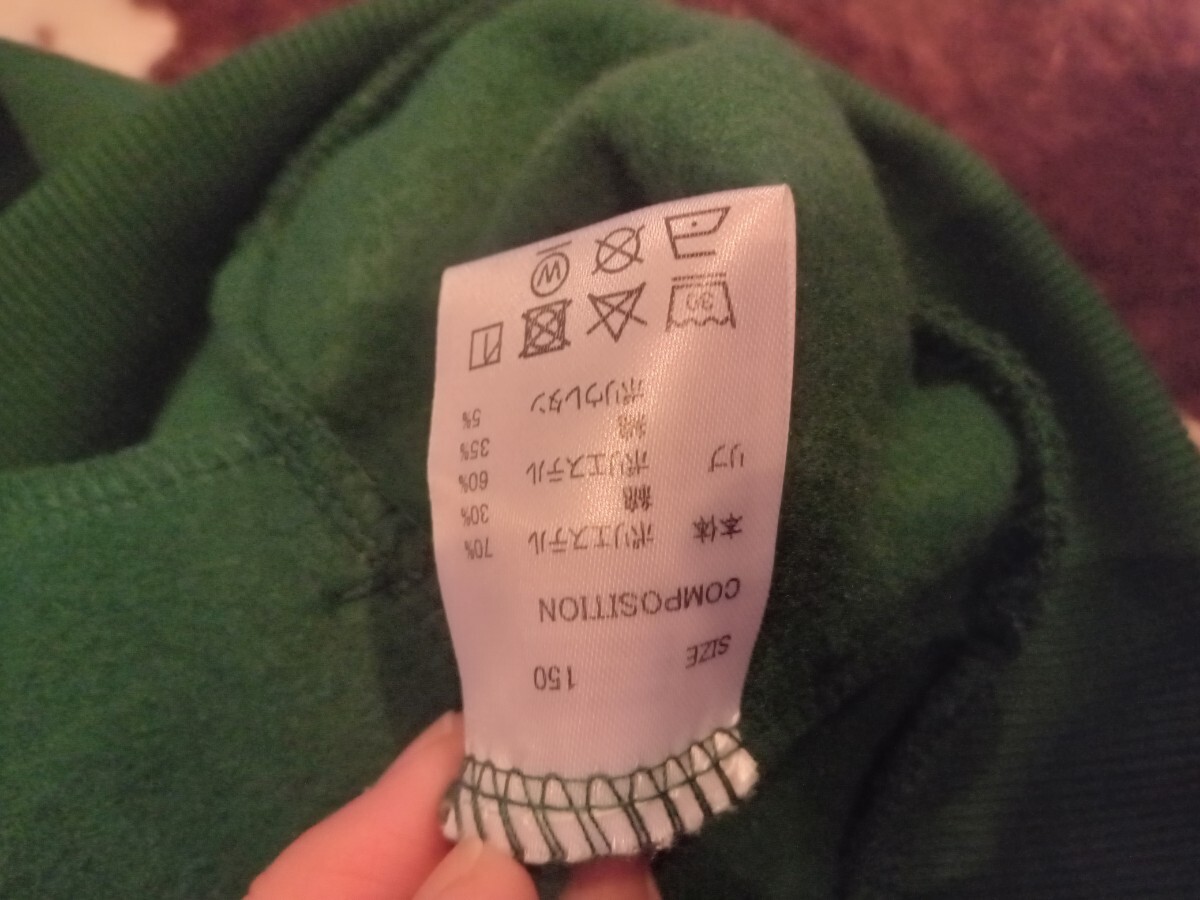 SIZE 150
COMPOSITION
本体 ポリエステル 70%
綿 30%
リブ ポリエステル 60%
綿 35%
ポリウレタン 5%
30
W